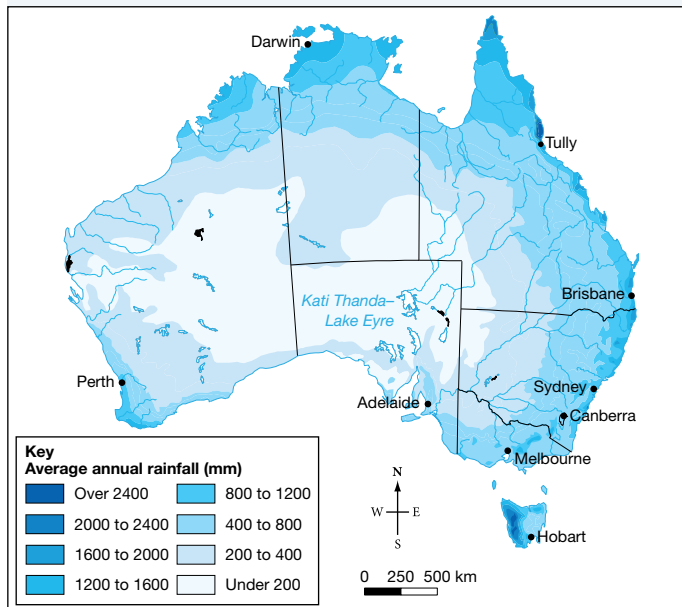 Darwin
Tully
Kati Thanda–
Lake Eyre
Brisbane
Perth
Sydney
Adelaide
Canberra
Melbourne
Hobart
Key
Average annual rainfall (mm)
Over 2400
2000 to 2400
1600 to 2000
1200 to 1600
800 to 1200
400 to 800
200 to 400
Under 200
N
W E
S
0 250 500 km